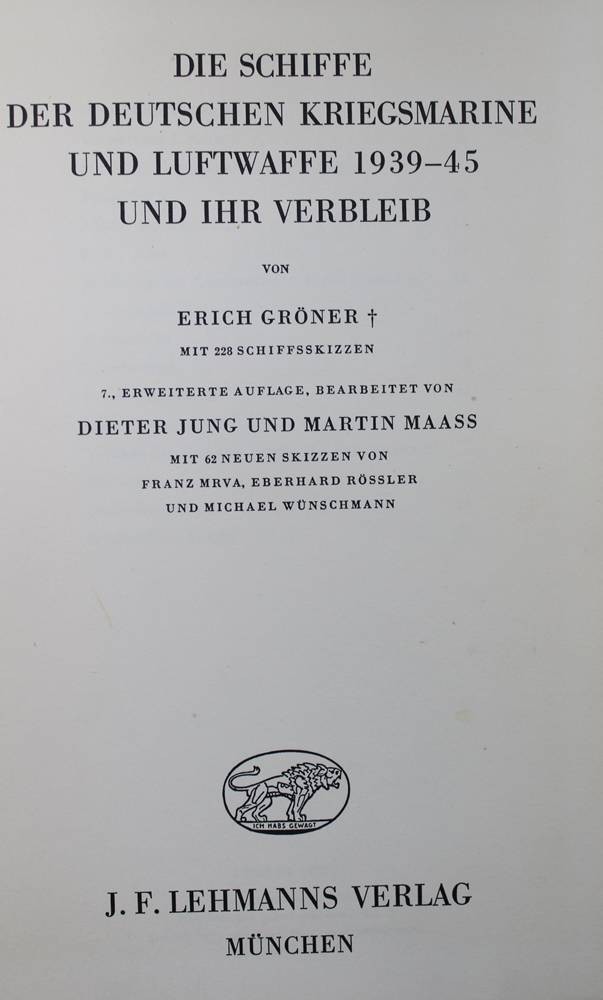 DIE SCHIFFE
DER DEUTSCHEN KRIEGSMARINE
UND LUFTWAFFE 1939–45
UND IHR VERBLEIB
VON
ERICH GRÖNER †
MIT 228 SCHIFFSSKIZZEN
7., ERWEITERTE AUFLAGE, BEARBEITET VON
DIETER JUNG UND MARTIN MAASS
MIT 62 NEUEN SKIZZEN VON
FRANZ MRVA, EBERHARD RÖSSLER
UND MICHAEL WÜNSCHMANN
ICH HABS GEWAGT
J. F. LEHMANNS VERLAG
MÜNCHEN